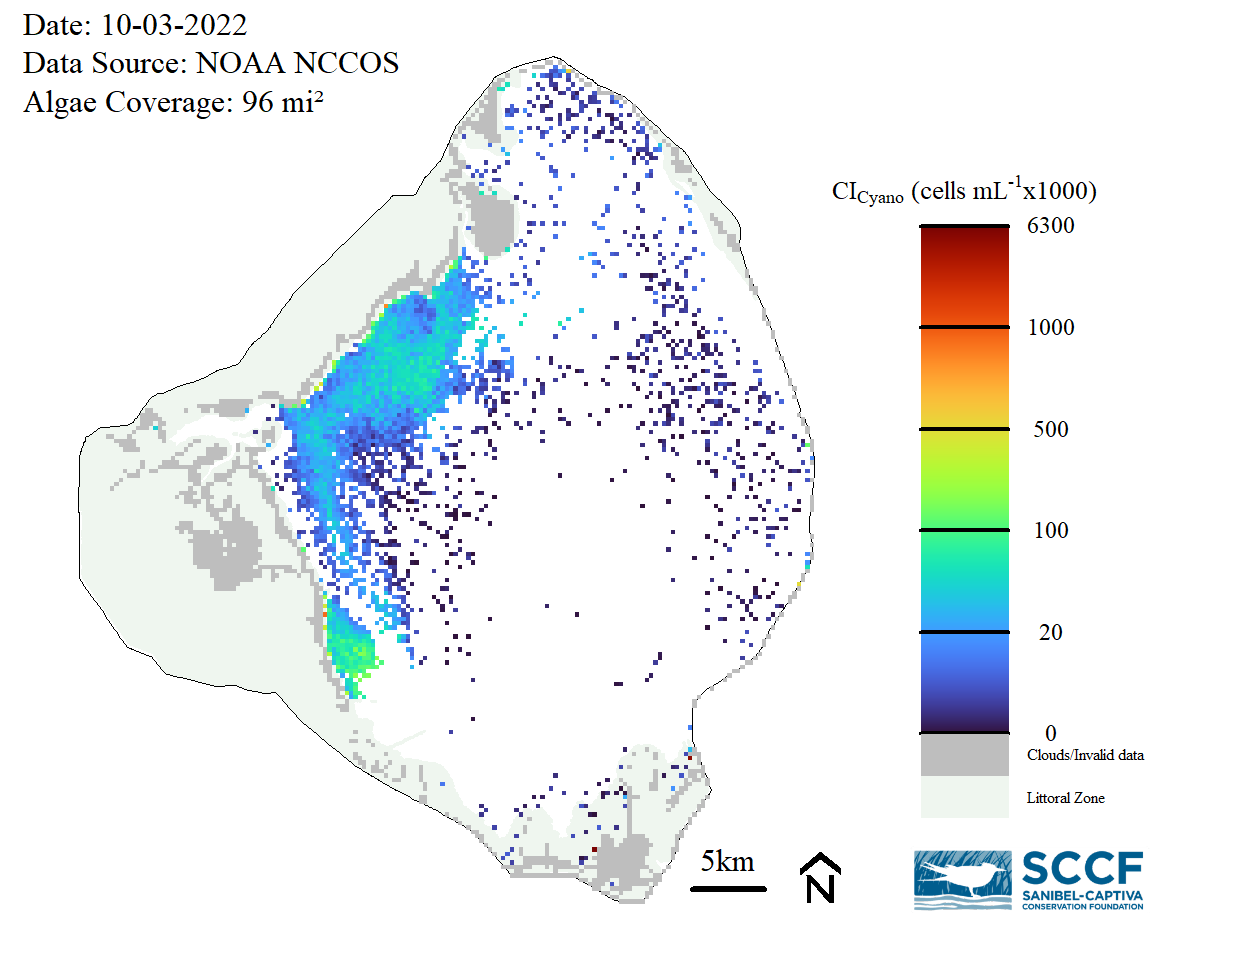 Date: 10-03-2022
Data Source: NOAA NCCOS
Algae Coverage: 96 mi²
CICyano (cells mL-1x1000)
6300
1000
500
100
20
0
Clouds/Invalid data
Littoral Zone
5km
N
SCCF
SANIBEL-CAPTIVA
CONSERVATION FOUNDATION